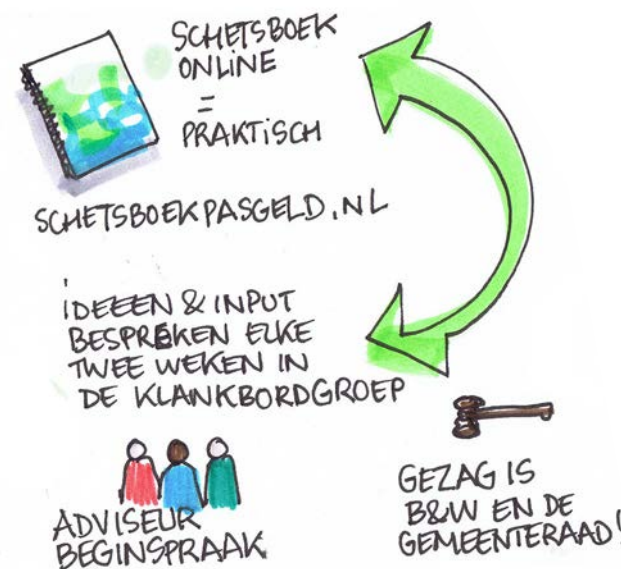 SCHETSBOEK
ONLINE
=
PRAKTISCH
SCHETSBOEKPASGELD.NL
IDEEEN & INPUT
BESPREKEN ELKE
TWEE WEKEN IN
DE KLANKBORDGROEP
ADVISEUR
BEGINSPRAAK
GEZAG IS
B&W EN DE
GEMEENTERAAD!